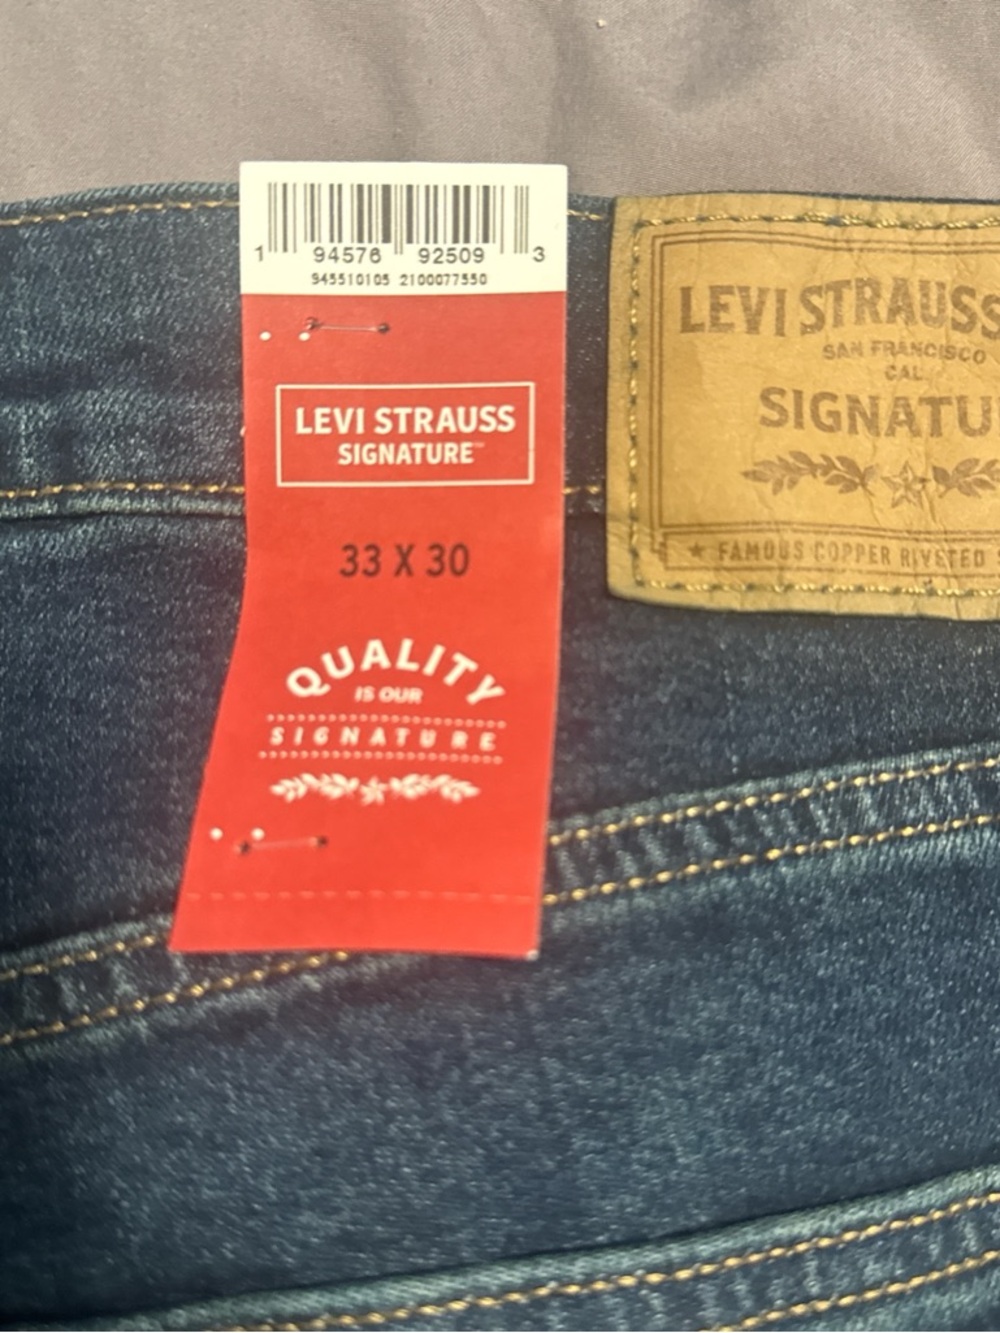 1 94576 92509 3
945510105 2100077550
LEVI STRAUSS
SIGNATURE™
33 X 30
QUALITY
IS OUR
SIGNATURE
LEVI STRAUSS
SAN FRANCISCO
CAL.
SIGNATU
★ FAMOUS COPPER RIVETED